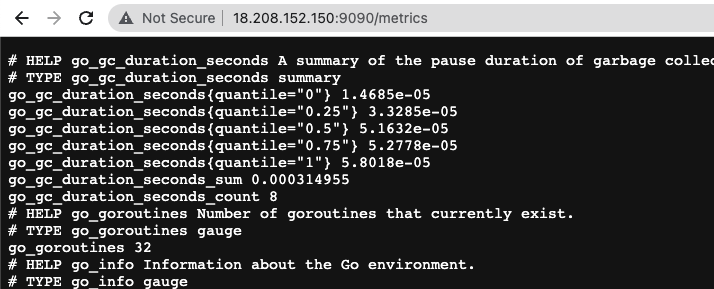 Not Secure | 18.208.152.150:9090/metrics
# HELP go_gc_duration_seconds A summary of the pause duration of garbage
# TYPE go_gc_duration_seconds summary
go_gc_duration_seconds{quantile="0"} 1.4685e-05
go_gc_duration_seconds{quantile="0.25"} 3.3285e-05
go_gc_duration_seconds{quantile="0.5"} 5.1632e-05
go_gc_duration_seconds{quantile="0.75"} 5.2778e-05
go_gc_duration_seconds{quantile="1"} 5.8018e-05
go_gc_duration_seconds_sum 0.000314955
go_gc_duration_seconds_count 8
# HELP go_goroutines Number of goroutines that currently exist.
# TYPE go_goroutines gauge
go_goroutines 32
# HELP go_info Information about the Go environment.
# TYPE go_info gauge